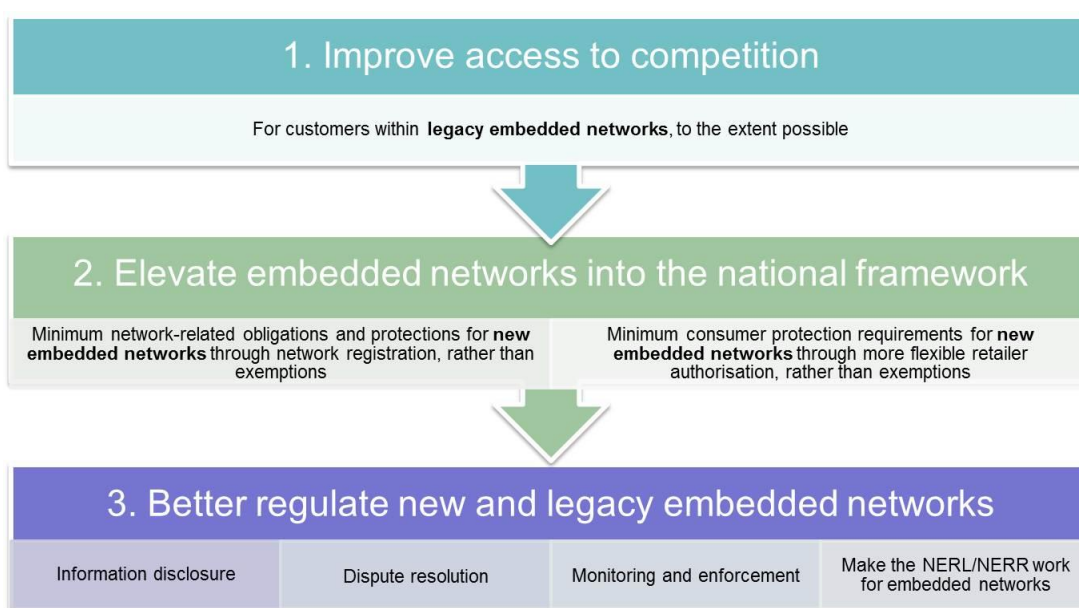 1. Improve access to competition
For customers within legacy embedded networks, to the extent possible
2. Elevate embedded networks into the national framework
Minimum network-related obligations and protections for new
embedded networks through network registration, rather than
exemptions
Minimum consumer protection requirements for new
embedded networks through more flexible retailer
authorisation, rather than exemptions
3. Better regulate new and legacy embedded networks
Information disclosure
Dispute resolution
Monitoring and enforcement
Make the NERL/NERR work
for embedded networks